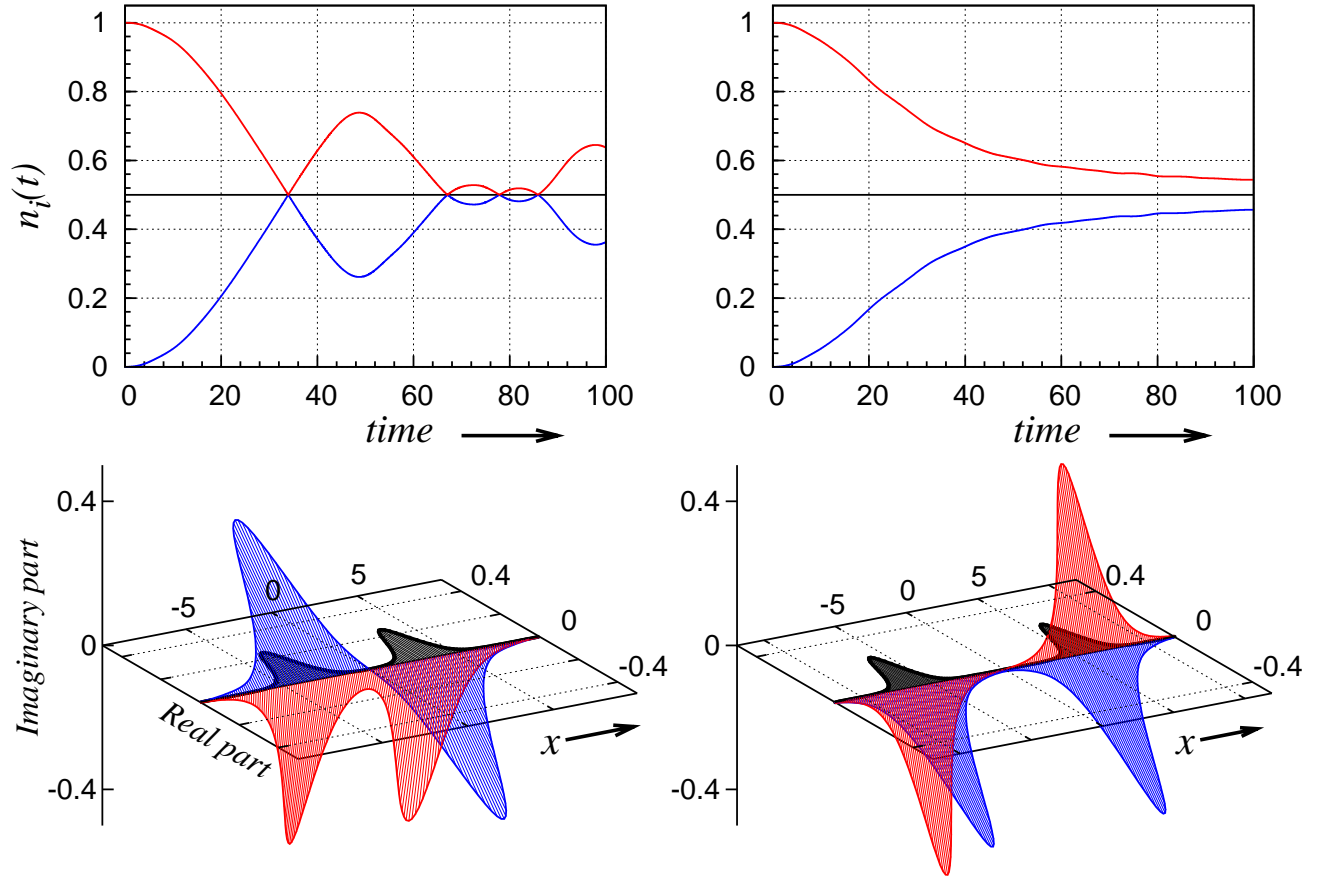 1 1
0.8 0.8
0.6 0.6
0.4 0.4
0.2 0.2
0 0
n_i(t)
0 20 40 60 80 100 0 20 40 60 80 100
time time
0.4 0.4
0 0
-0.4 -0.4
Imaginary part
Real part
-5 0 5 -5 0 5
0.4 0.4
0 0
-0.4 -0.4
x x